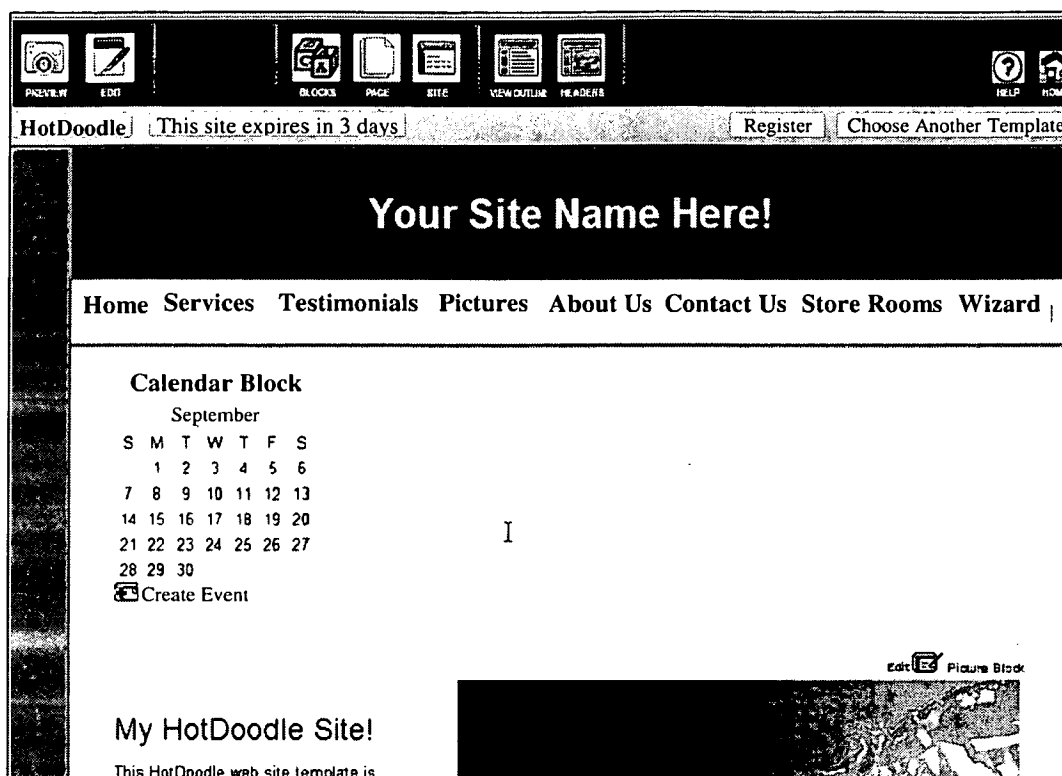 PREVIEW EDIT BLOCKS PAGE SITE VIEW OUTLINE HEADERS HELP HOM
HotDoodle This site expires in 3 days Register Choose Another Template
Your Site Name Here!
Home Services Testimonials Pictures About Us Contact Us Store Rooms Wizard |
Calendar Block
September
S M T W T F S
1 2 3 4 5 6
7 8 9 10 11 12 13
14 15 16 17 18 19 20
21 22 23 24 25 26 27
28 29 30
Create Event
Edit Picture Block
My HotDoodle Site!
This HotDoodle web site template is